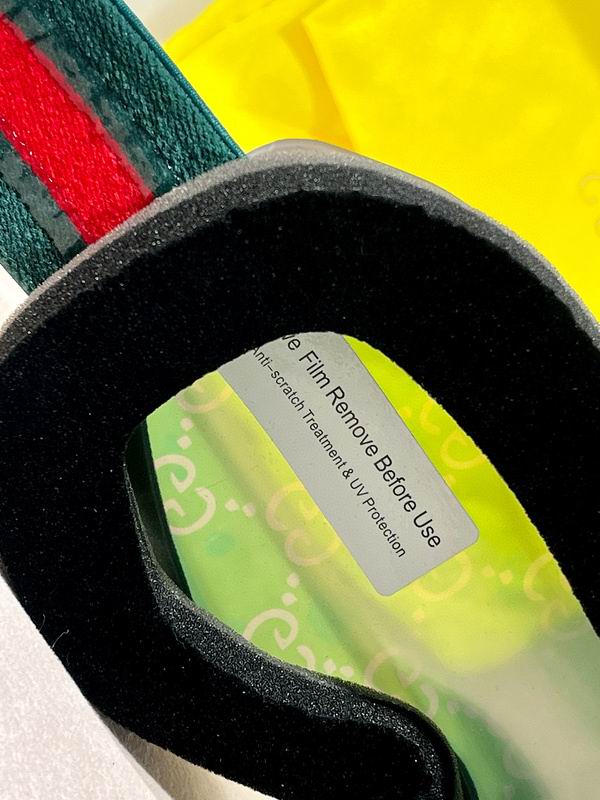 Film Remove Before Use
Anti-scratch Treatment & UV Protection